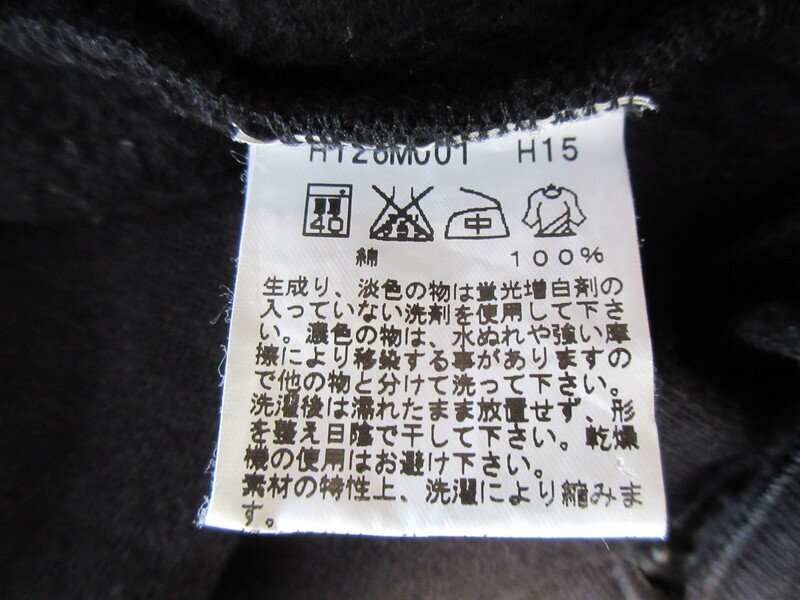 H126M001 H15
40 中
綿 100%
生成り、淡色の物は蛍光増白剤の
入っていない洗剤を使用して下さ
い。濃色の物は、水ぬれや強い摩
擦により移染する事がありますの
で他の物と分けて洗って下さい。
洗濯後は濡れたまま放置せず、形
を整え日陰で干して下さい。乾燥
機の使用はお避け下さい。
素材の特性上、洗濯により縮みま
す。